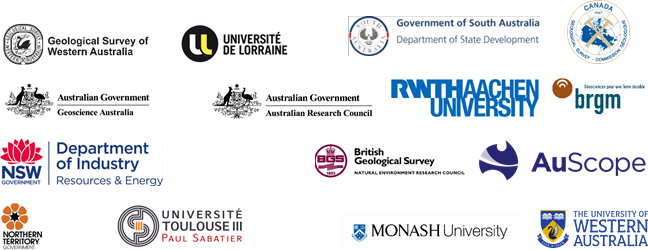 Geological Survey of
Western Australia
UNIVERSITÉ
DE LORRAINE
SOUTH
AUSTRALIA
Government of South Australia
Department of State Development
CANADA
Australian Government
Geoscience Australia
Australian Government
Australian Research Council
RWTHAACHEN
UNIVERSITY
Géosciences pour une Terre durable
brgm
NSW
GOVERNMENT
Department
of Industry
Resources & Energy
BGS
1835
British
Geological Survey
NATURAL ENVIRONMENT RESEARCH COUNCIL
AuScope
NORTHERN
TERRITORY
GOVERNMENT
UNIVERSITÉ
TOULOUSE III
PAUL SABATIER
MONASH University
THE UNIVERSITY OF
WESTERN
AUSTRALIA